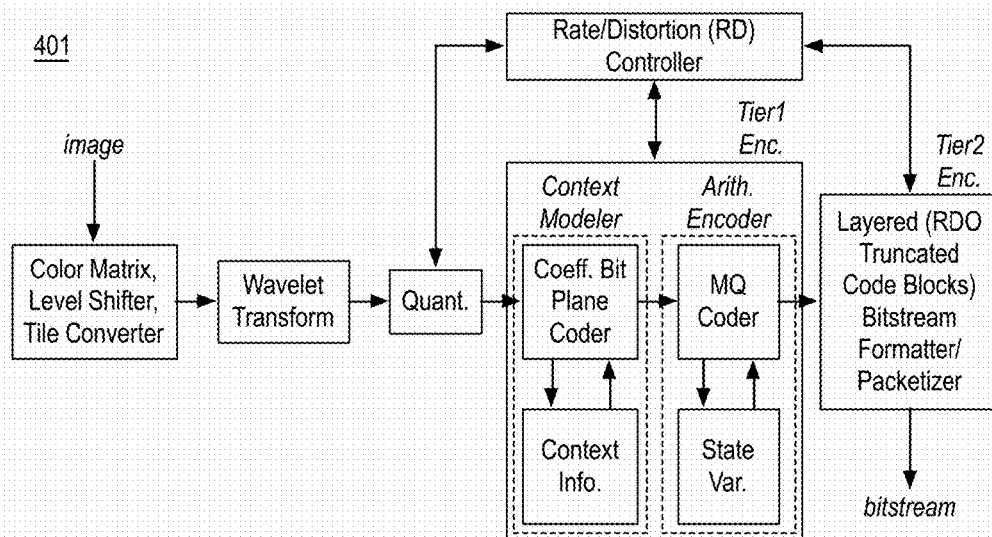 401
Rate/Distortion (RD)
Controller
image
Tier1
Enc.
Tier2
Enc.
Context
Modeler
Arith.
Encoder
Color Matrix,
Level Shifter,
Tile Converter
Wavelet
Transform
Quant.
Coeff. Bit
Plane
Coder
MQ
Coder
Layered (RDO
Truncated
Code Blocks)
Bitstream
Formatter/
Packetizer
Context
Info.
State
Var.
bitstream